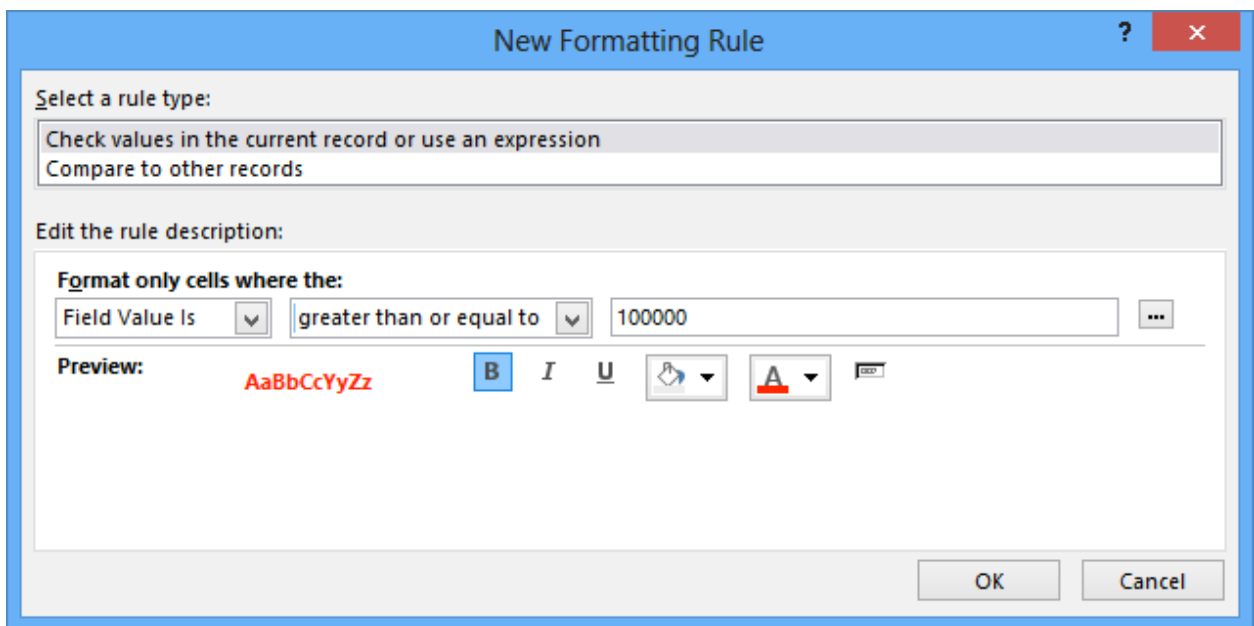 New Formatting Rule ? ×
Select a rule type:
Check values in the current record or use an expression
Compare to other records
Edit the rule description:
Format only cells where the:
Field Value Is greater than or equal to 100000 ...
Preview: AaBbCcYyZz B I U A
OK Cancel